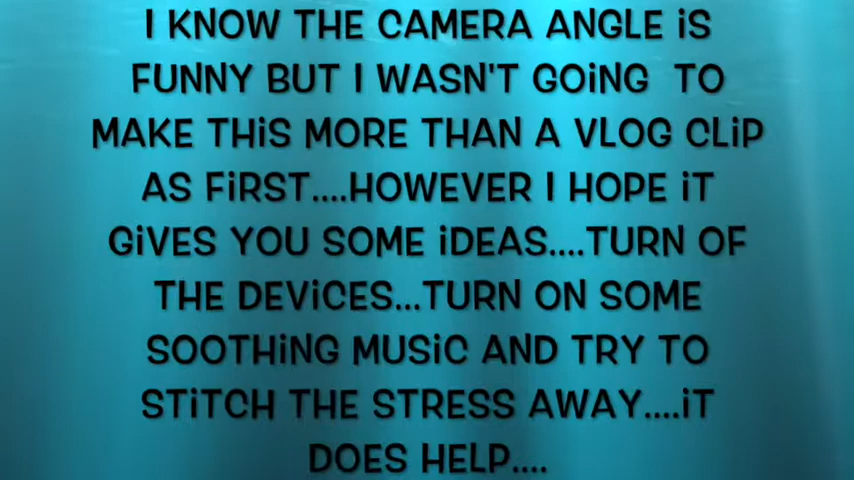 I KNOW THE CAMERA ANGLE iS
FUNNY BUT I WASN'T GOiNG TO
MAKE THiS MORE THAN A VLOG CLiP
AS FiRST....HOWEVER I HOPE iT
GiVES YOU SOME iDEAS....TURN OF
THE DEViCES...TURN ON SOME
SOOTHiNG MUSiC AND TRY TO
STiTCH THE STRESS AWAY....iT
DOES HELP....